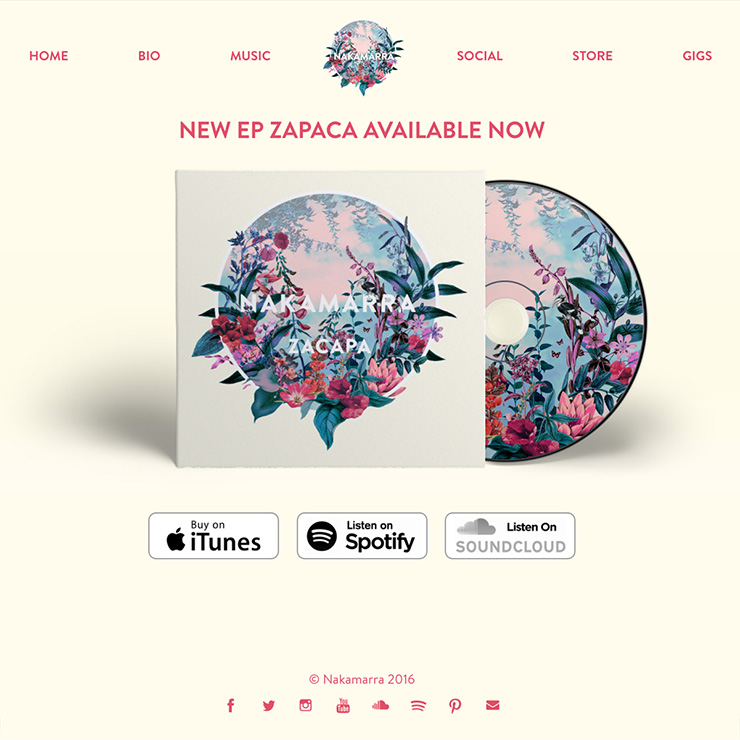 HOME BIO MUSIC NAKAMARRA SOCIAL STORE GIGS
NEW EP ZAPACA AVAILABLE NOW
NAKAMARRA
ZACAPA
Buy on
iTunes
Listen on
Spotify
Listen On
SOUNDCLOUD
© Nakamarra 2016
You
Tube